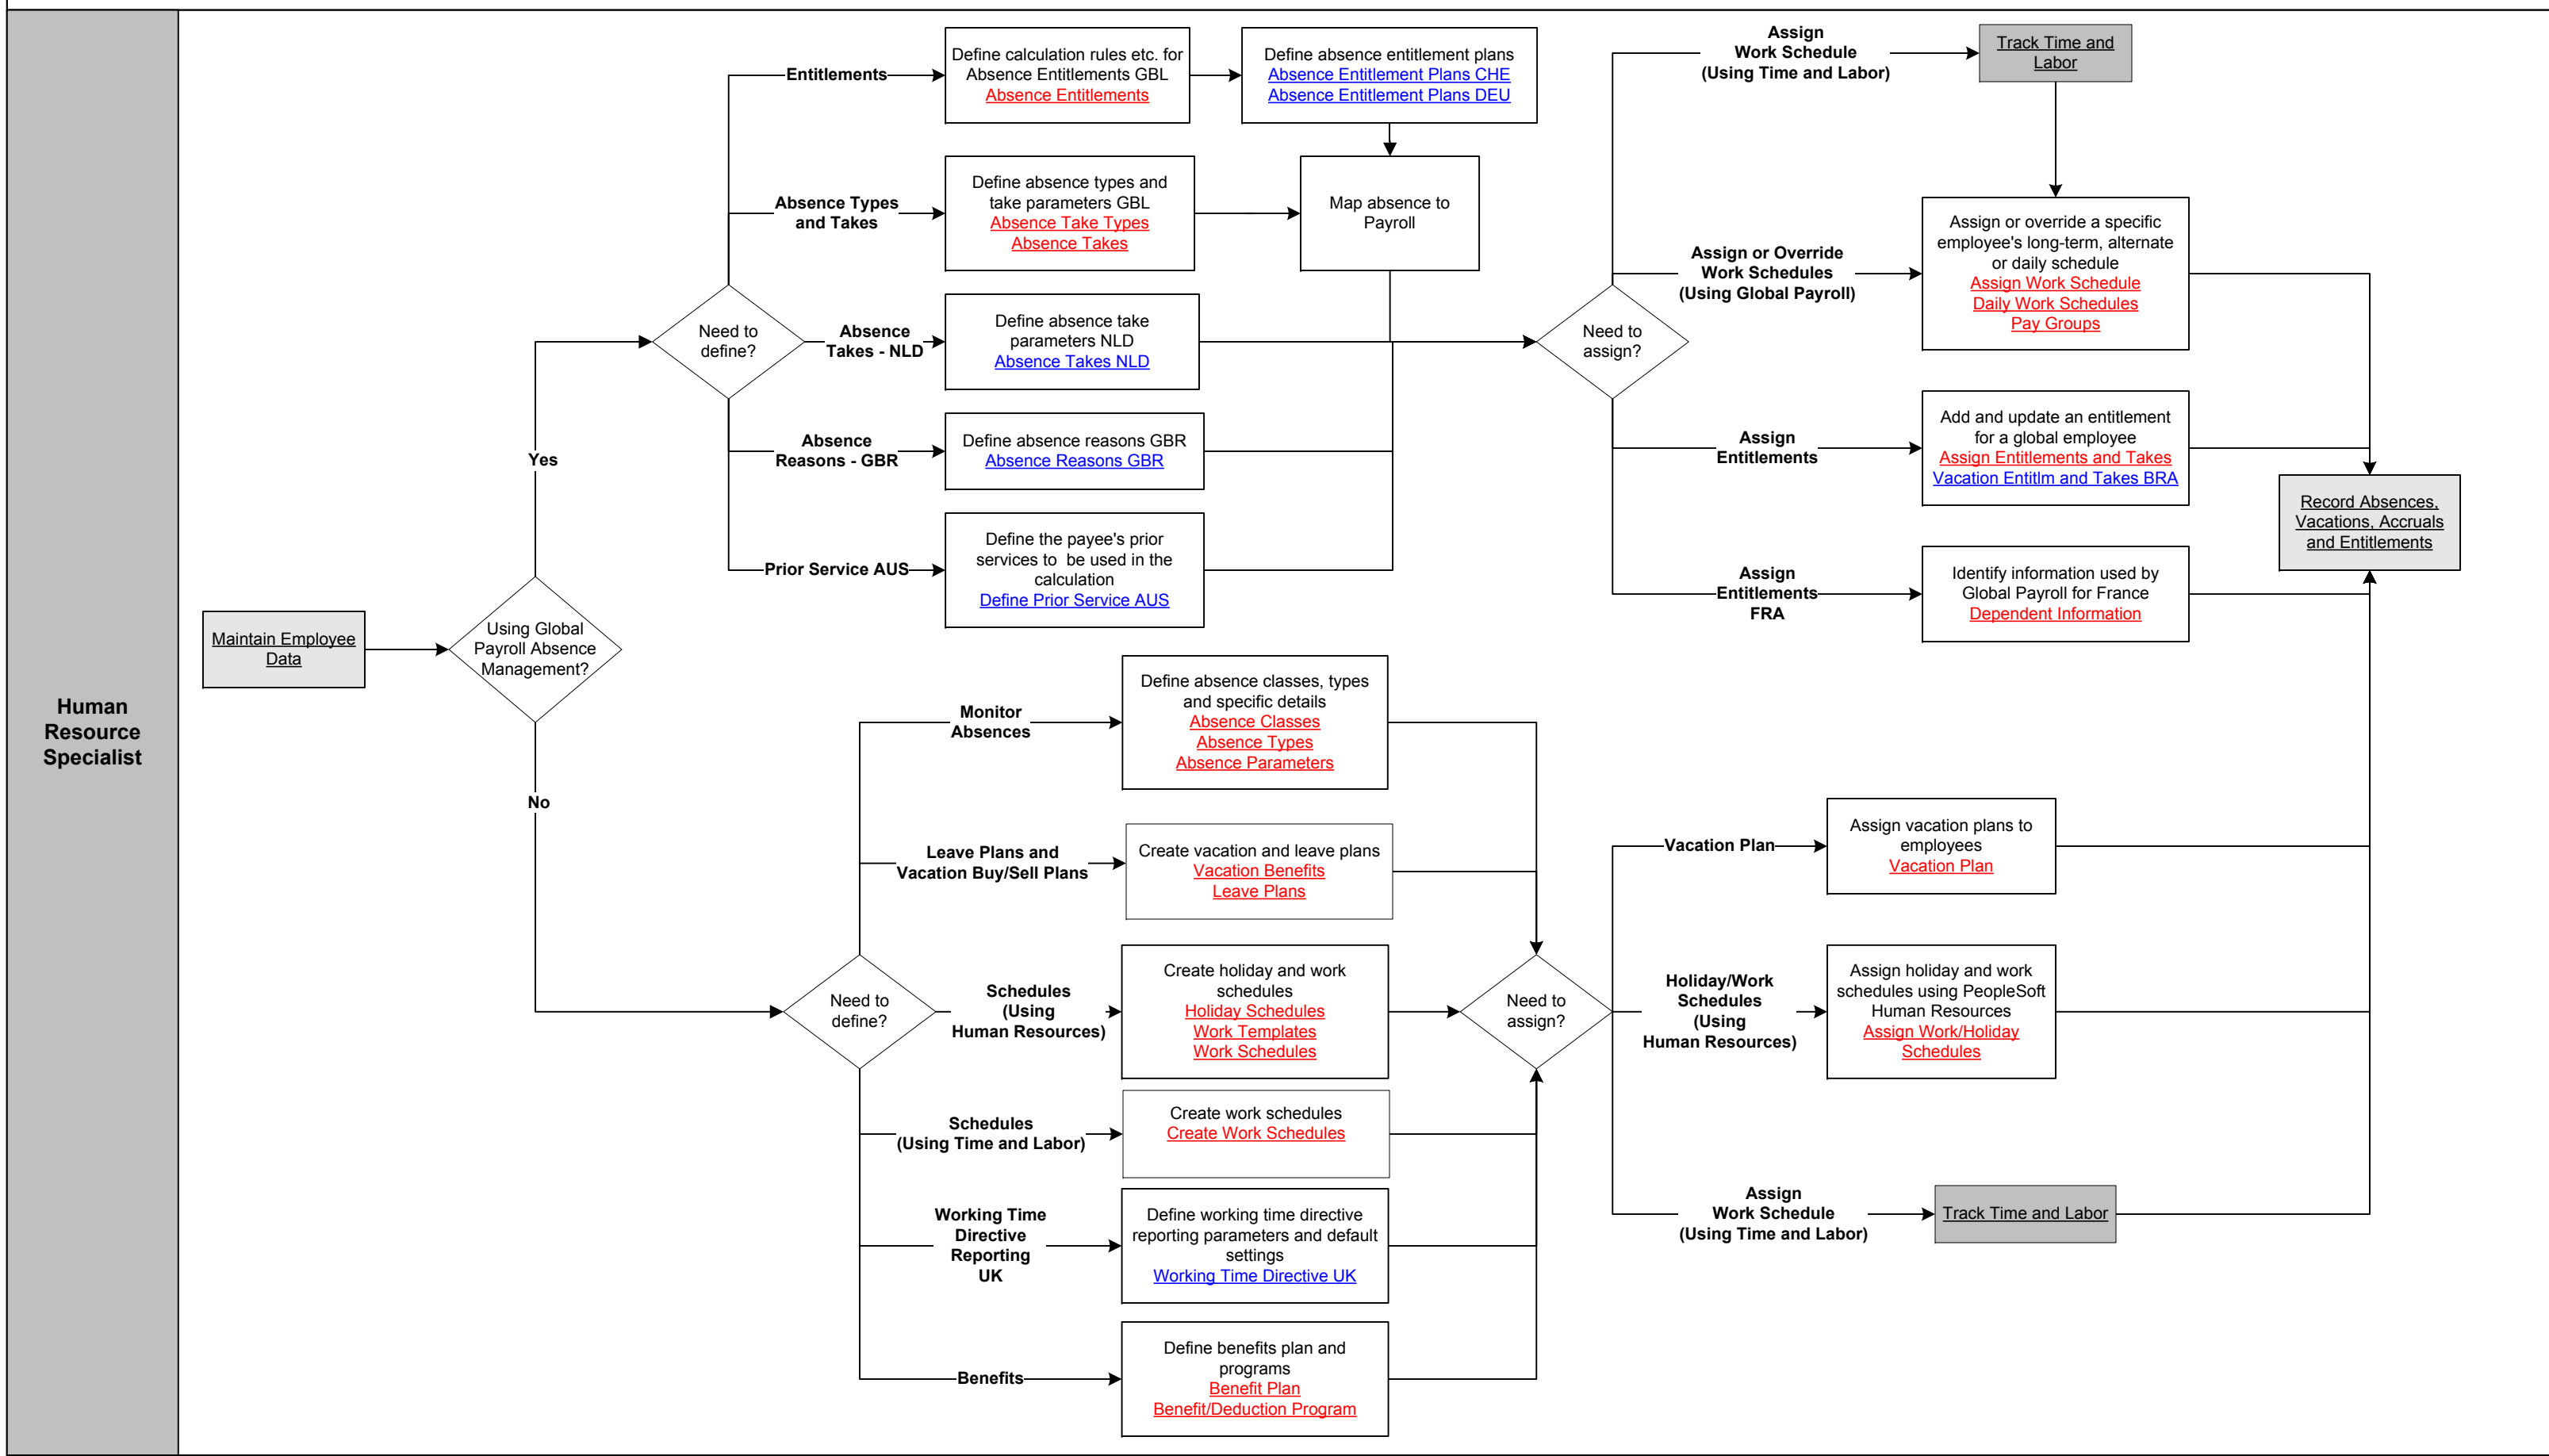 Human
Resource
Specialist
Maintain Employee
Data
Using Global
Payroll Absence
Management?
Yes
No
Need to
define?
Entitlements
Define calculation rules etc. for
Absence Entitlements GBL
Absence Entitlements
Define absence entitlement plans
Absence Entitlement Plans CHE
Absence Entitlement Plans DEU
Absence Types
and Takes
Define absence types and
take parameters GBL
Absence Take Types
Absence Takes
Map absence to
Payroll
Absence
Takes - NLD
Define absence take
parameters NLD
Absence Takes NLD
Absence
Reasons - GBR
Define absence reasons GBR
Absence Reasons GBR
Prior Service AUS
Define the payee's prior
services to be used in the
calculation
Define Prior Service AUS
Need to
assign?
Assign
Work Schedule
(Using Time and Labor)
Track Time and
Labor
Assign or Override
Work Schedules
(Using Global Payroll)
Assign or override a specific
employee's long-term, alternate
or daily schedule
Assign Work Schedule
Daily Work Schedules
Pay Groups
Assign
Entitlements
Add and update an entitlement
for a global employee
Assign Entitlements and Takes
Vacation Entitlm and Takes BRA
Assign
Entitlements
FRA
Identify information used by
Global Payroll for France
Dependent Information
Record Absences,
Vacations, Accruals
and Entitlements
Need to
define?
Monitor
Absences
Define absence classes, types
and specific details
Absence Classes
Absence Types
Absence Parameters
Leave Plans and
Vacation Buy/Sell Plans
Create vacation and leave plans
Vacation Benefits
Leave Plans
Schedules
(Using
Human Resources)
Create holiday and work
schedules
Holiday Schedules
Work Templates
Work Schedules
Schedules
(Using Time and Labor)
Create work schedules
Create Work Schedules
Working Time
Directive
Reporting
UK
Define working time directive
reporting parameters and default
settings
Working Time Directive UK
Benefits
Define benefits plan and
programs
Benefit Plan
Benefit/Deduction Program
Need to
assign?
Vacation Plan
Assign vacation plans to
employees
Vacation Plan
Holiday/Work
Schedules
(Using
Human Resources)
Assign holiday and work
schedules using PeopleSoft
Human Resources
Assign Work/Holiday
Schedules
Assign
Work Schedule
(Using Time and Labor)
Track Time and Labor